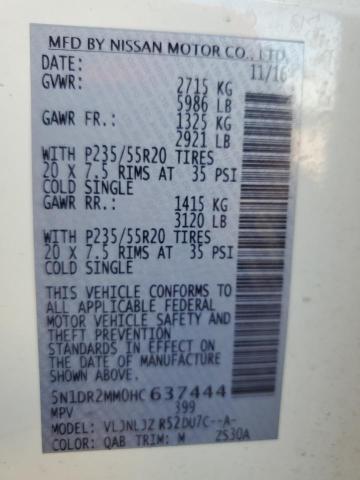 MFD BY NISSAN MOTOR CO., LTD.
DATE: 11/16
GVWR: 2715 KG
5986 LB
GAWR FR.: 1325 KG
2921 LB
WITH P235/55R20 TIRES
20 X 7.5 RIMS AT 35 PSI
COLD SINGLE
GAWR RR.: 1415 KG
3120 LB
WITH P235/55R20 TIRES
20 X 7.5 RIMS AT 35 PSI
COLD SINGLE
THIS VEHICLE CONFORMS TO
ALL APPLICABLE FEDERAL
MOTOR VEHICLE SAFETY AND
THEFT PREVENTION
STANDARDS IN EFFECT ON
THE DATE OF MANUFACTURE
SHOWN ABOVE.
5N1DR2MM0HC637444
MPV 399
MODEL: VLJNLJZ R52DU7C--A-
COLOR: QAB TRIM: M 2S30A